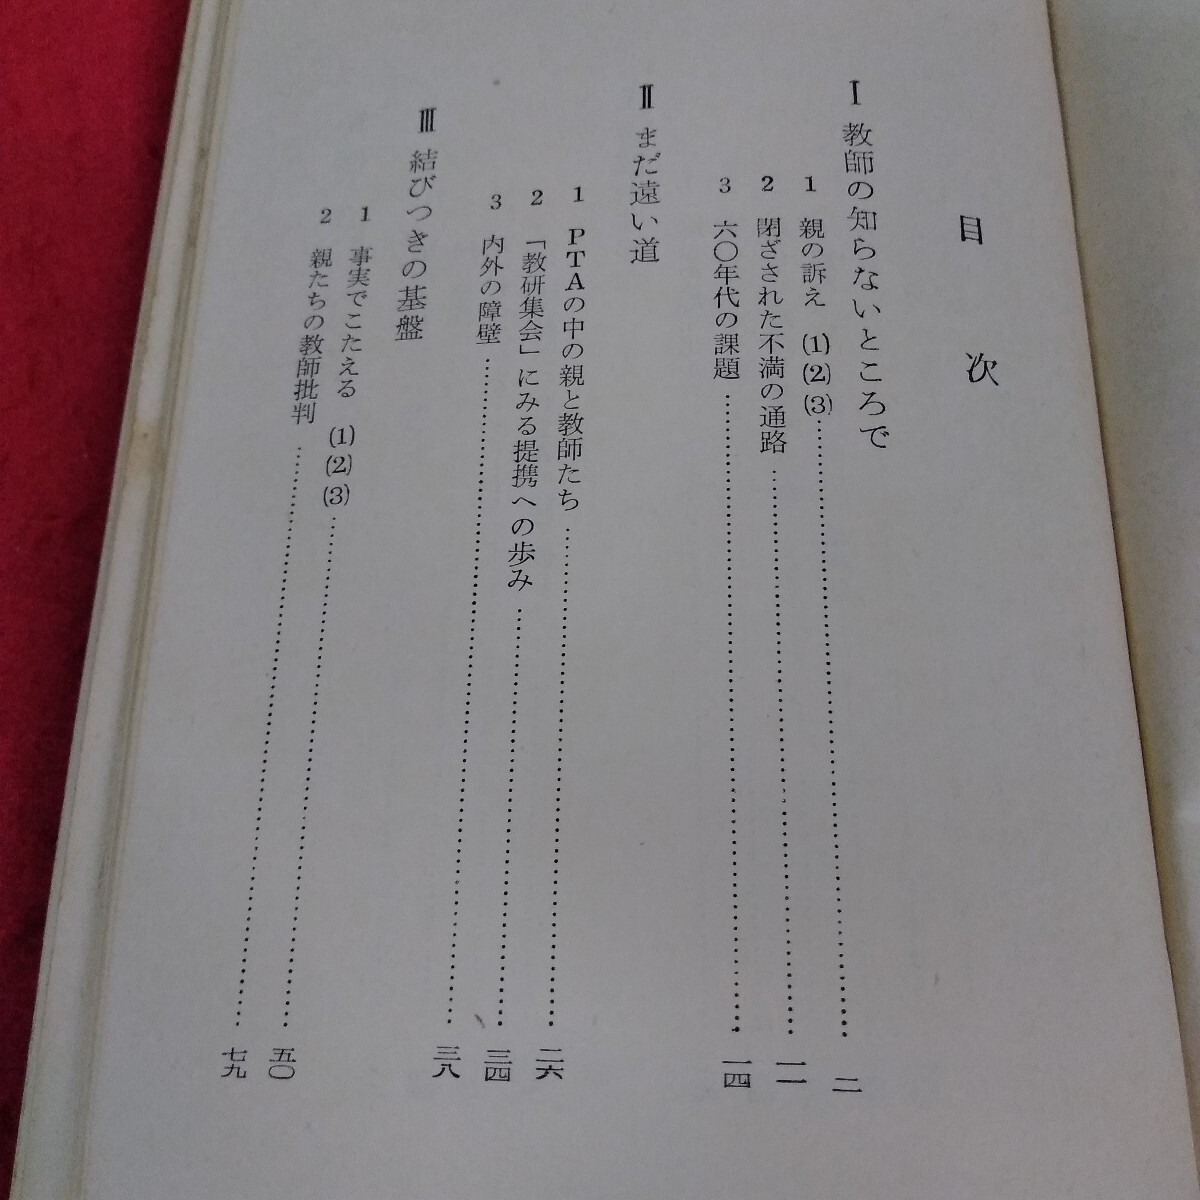 目次
Ⅰ 教師の知らないところで
1 親の訴え (1)(2)(3)……二
2 閉ざされた不満の通路……一一
3 六〇年代の課題……一四
Ⅱ まだ遠い道
1 PTAの中の親と教師たち……二六
2 「教研集会」にみる提携への歩み……三四
3 内外の障壁……三八
Ⅲ 結びつきの基盤
1 事実でこたえる (1)(2)(3)……五〇
2 親たちの教師批判……七九